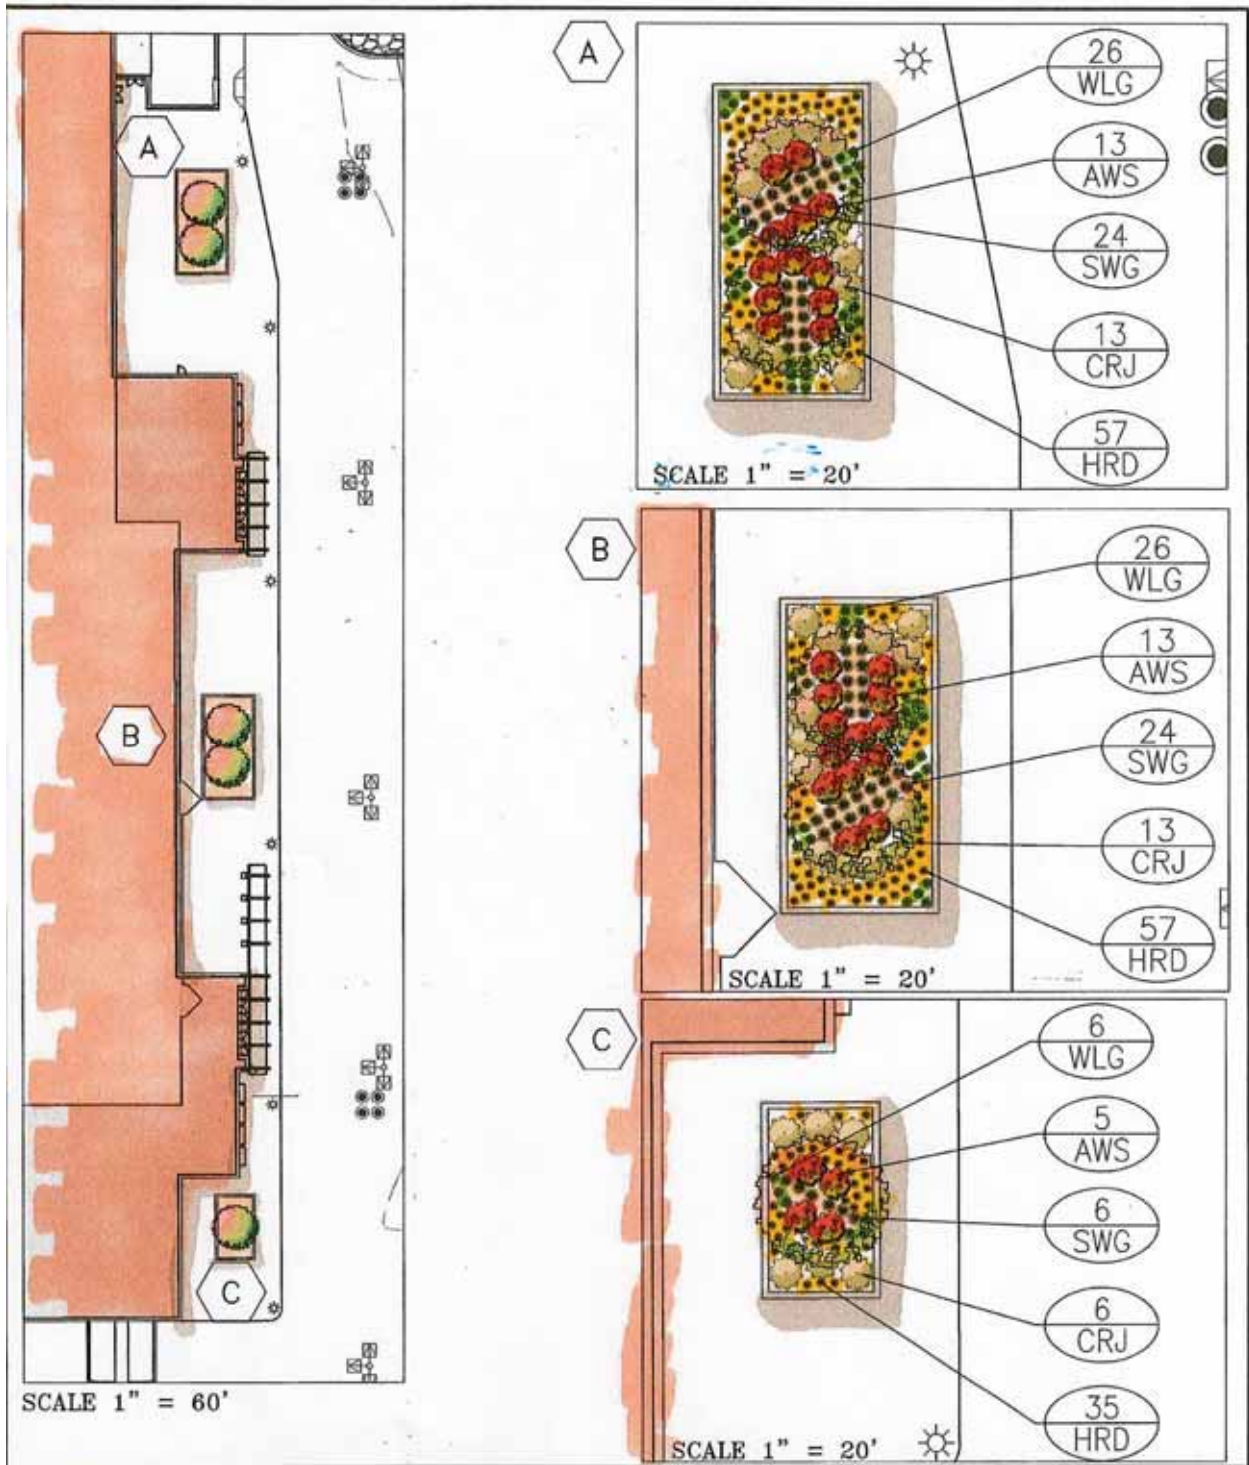 A
B
C
SCALE 1" = 60'
A
26
WLG
13
AWS
24
SWG
13
CRJ
57
HRD
SCALE 1" = 20'
B
26
WLG
13
AWS
24
SWG
13
CRJ
57
HRD
SCALE 1" = 20'
C
6
WLG
5
AWS
6
SWG
6
CRJ
35
HRD
SCALE 1" = 20'